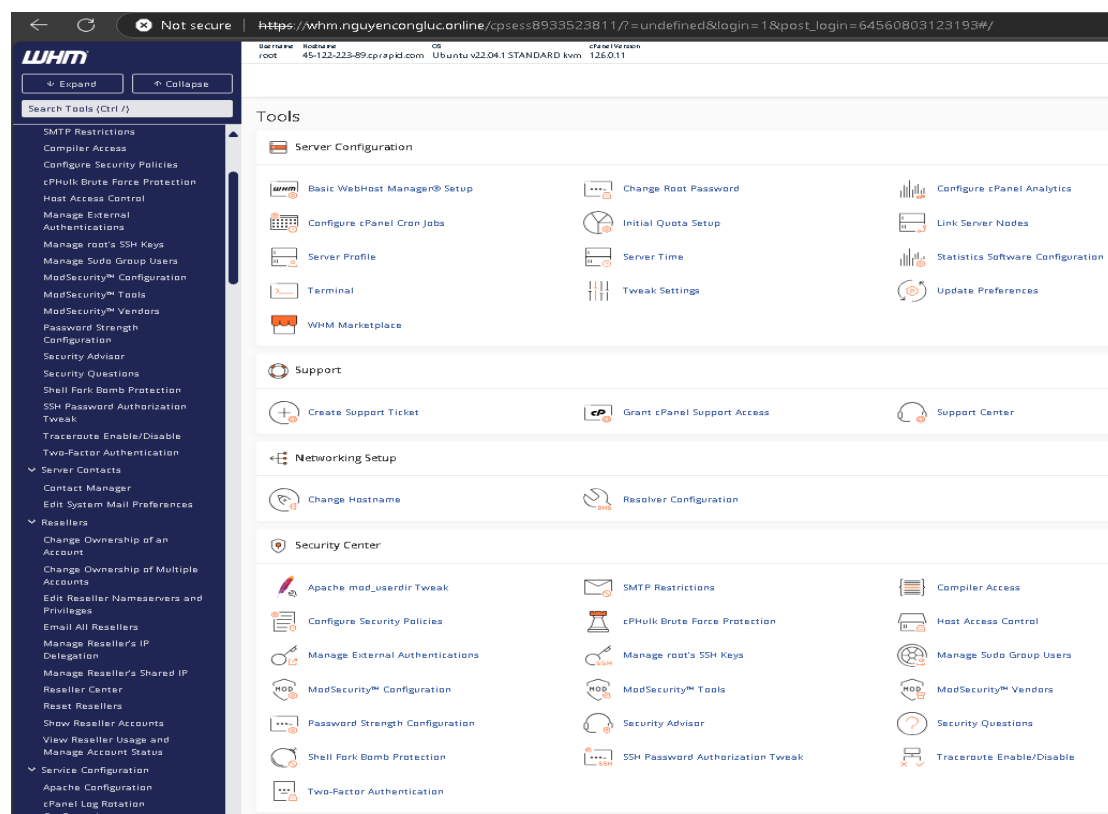 Not secure https://whm.nguyencongluc.online/cpsess8933523811/?=undefined&login=1&post_login=64560803123193#/
WHM
Username Hostname OS cPanel Version
root 45-122-223-89.cprapid.com Ubuntu v22.04.1 STANDARD kvm 126.0.11
Expand Collapse
Search Tools (Ctrl /)
SMTP Restrictions
Compiler Access
Configure Security Policies
cPHulk Brute Force Protection
Host Access Control
Manage External
Authentications
Manage root's SSH Keys
Manage Sudo Group Users
ModSecurity™ Configuration
ModSecurity™ Tools
ModSecurity™ Vendors
Password Strength
Configuration
Security Advisor
Security Questions
Shell Fork Bomb Protection
SSH Password Authorization
Tweak
Traceroute Enable/Disable
Two-Factor Authentication
Server Contacts
Contact Manager
Edit System Mail Preferences
Resellers
Change Ownership of an
Account
Change Ownership of Multiple
Accounts
Edit Reseller Nameservers and
Privileges
Email All Resellers
Manage Reseller's IP
Delegation
Manage Reseller's Shared IP
Reseller Center
Reset Resellers
Show Reseller Accounts
View Reseller Usage and
Manage Account Status
Service Configuration
Apache Configuration
cPanel Log Rotation
Tools
Server Configuration
WHM Basic WebHost Manager® Setup
Change Root Password
Configure cPanel Analytics
Configure cPanel Cron Jobs
Initial Quota Setup
Link Server Nodes
Server Profile
Server Time
Statistics Software Configuration
Terminal
Tweak Settings
Update Preferences
WHM Marketplace
Support
Create Support Ticket
cP Grant cPanel Support Access
Support Center
Networking Setup
Change Hostname
DNS Resolver Configuration
Security Center
Apache mod_userdir Tweak
SMTP Restrictions
Compiler Access
Configure Security Policies
cPHulk Brute Force Protection
Host Access Control
Manage External Authentications
SSH Manage root's SSH Keys
Manage Sudo Group Users
MOD ModSecurity™ Configuration
MOD ModSecurity™ Tools
MOD ModSecurity™ Vendors
Password Strength Configuration
Security Advisor
Security Questions
Shell Fork Bomb Protection
SSH SSH Password Authorization Tweak
Traceroute Enable/Disable
Two-Factor Authentication